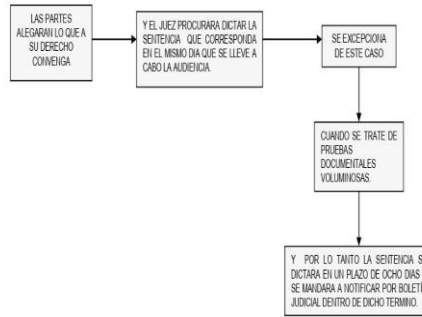 LAS PARTES
ALEGARAN LO QUE A
SU DERECHO
CONVENGA
Y EL JUEZ PROCURARA DICTAR LA
SENTENCIA QUE CORRESPONDA
EN EL MISMO DIA QUE SE LLEVE A
CABO LA AUDIENCIA.
SE EXCEPCIONA
DE ESTE CASO
CUANDO SE TRATE DE
PRUEBAS
DOCUMENTALES
VOLUMINOSAS.
Y POR LO TANTO LA SENTENCIA S
DICTARA EN UN PLAZO DE OCHO DIAS
SE MANDARA A NOTIFICAR POR BOLETÍ
JUDICIAL DENTRO DE DICHO TERMINO.